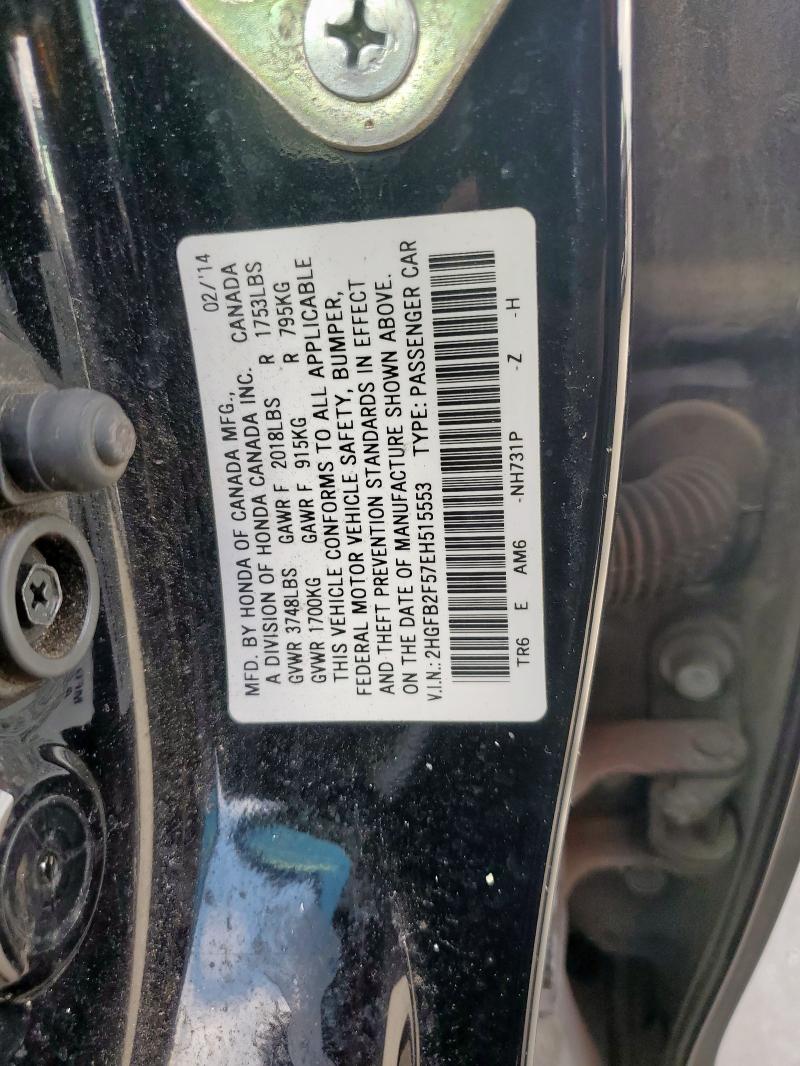 MFD. BY HONDA OF CANADA MFG., 02/'14
A DIVISION OF HONDA CANADA INC. CANADA
GVWR 3748LBS GAWR F 2018LBS R 1753LBS
GVWR 1700KG GAWR F 915KG R 795KG
THIS VEHICLE CONFORMS TO ALL APPLICABLE
FEDERAL MOTOR VEHICLE SAFETY, BUMPER,
AND THEFT PREVENTION STANDARDS IN EFFECT
ON THE DATE OF MANUFACTURE SHOWN ABOVE.
V.I.N.: 2HGFB2F57EH515553 TYPE: PASSENGER CAR
TR6 E AM6 -NH731P -Z -H